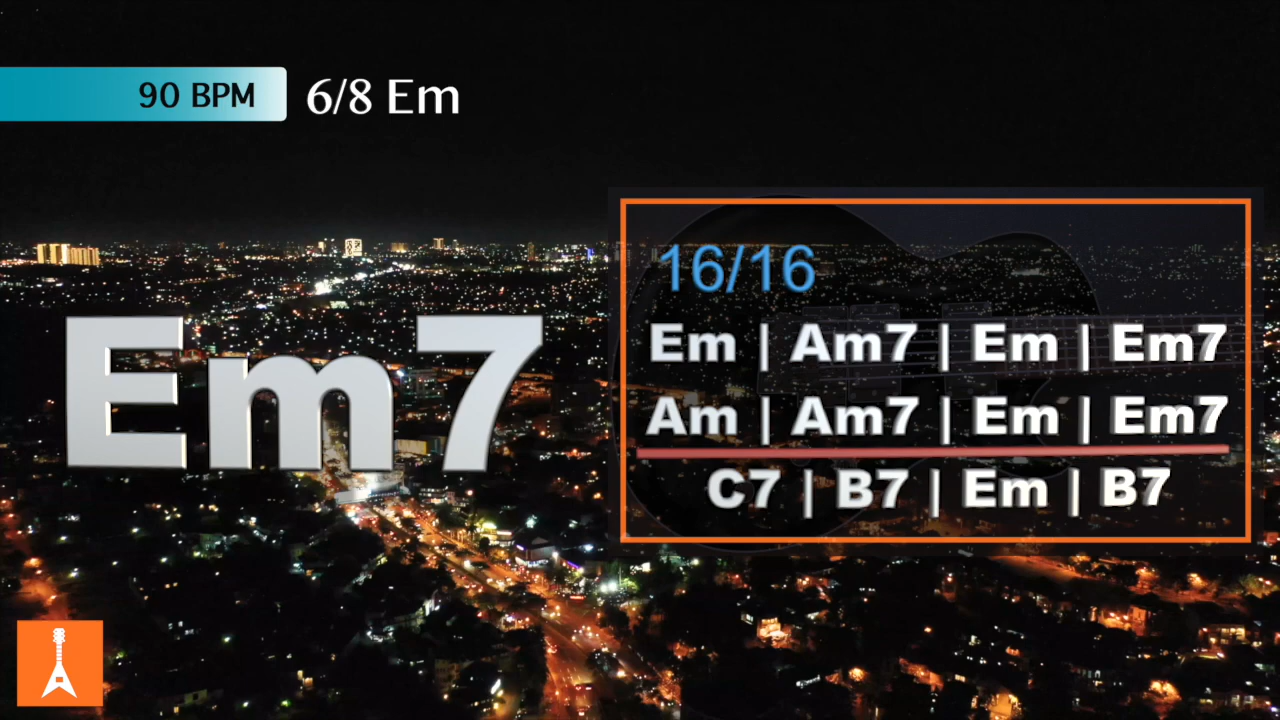 90 BPM
6/8 Em
16/16
Em7
Em | Am7 | Em | Em7
Am | Am7 | Em | Em7
C7 | B7 | Em | B7